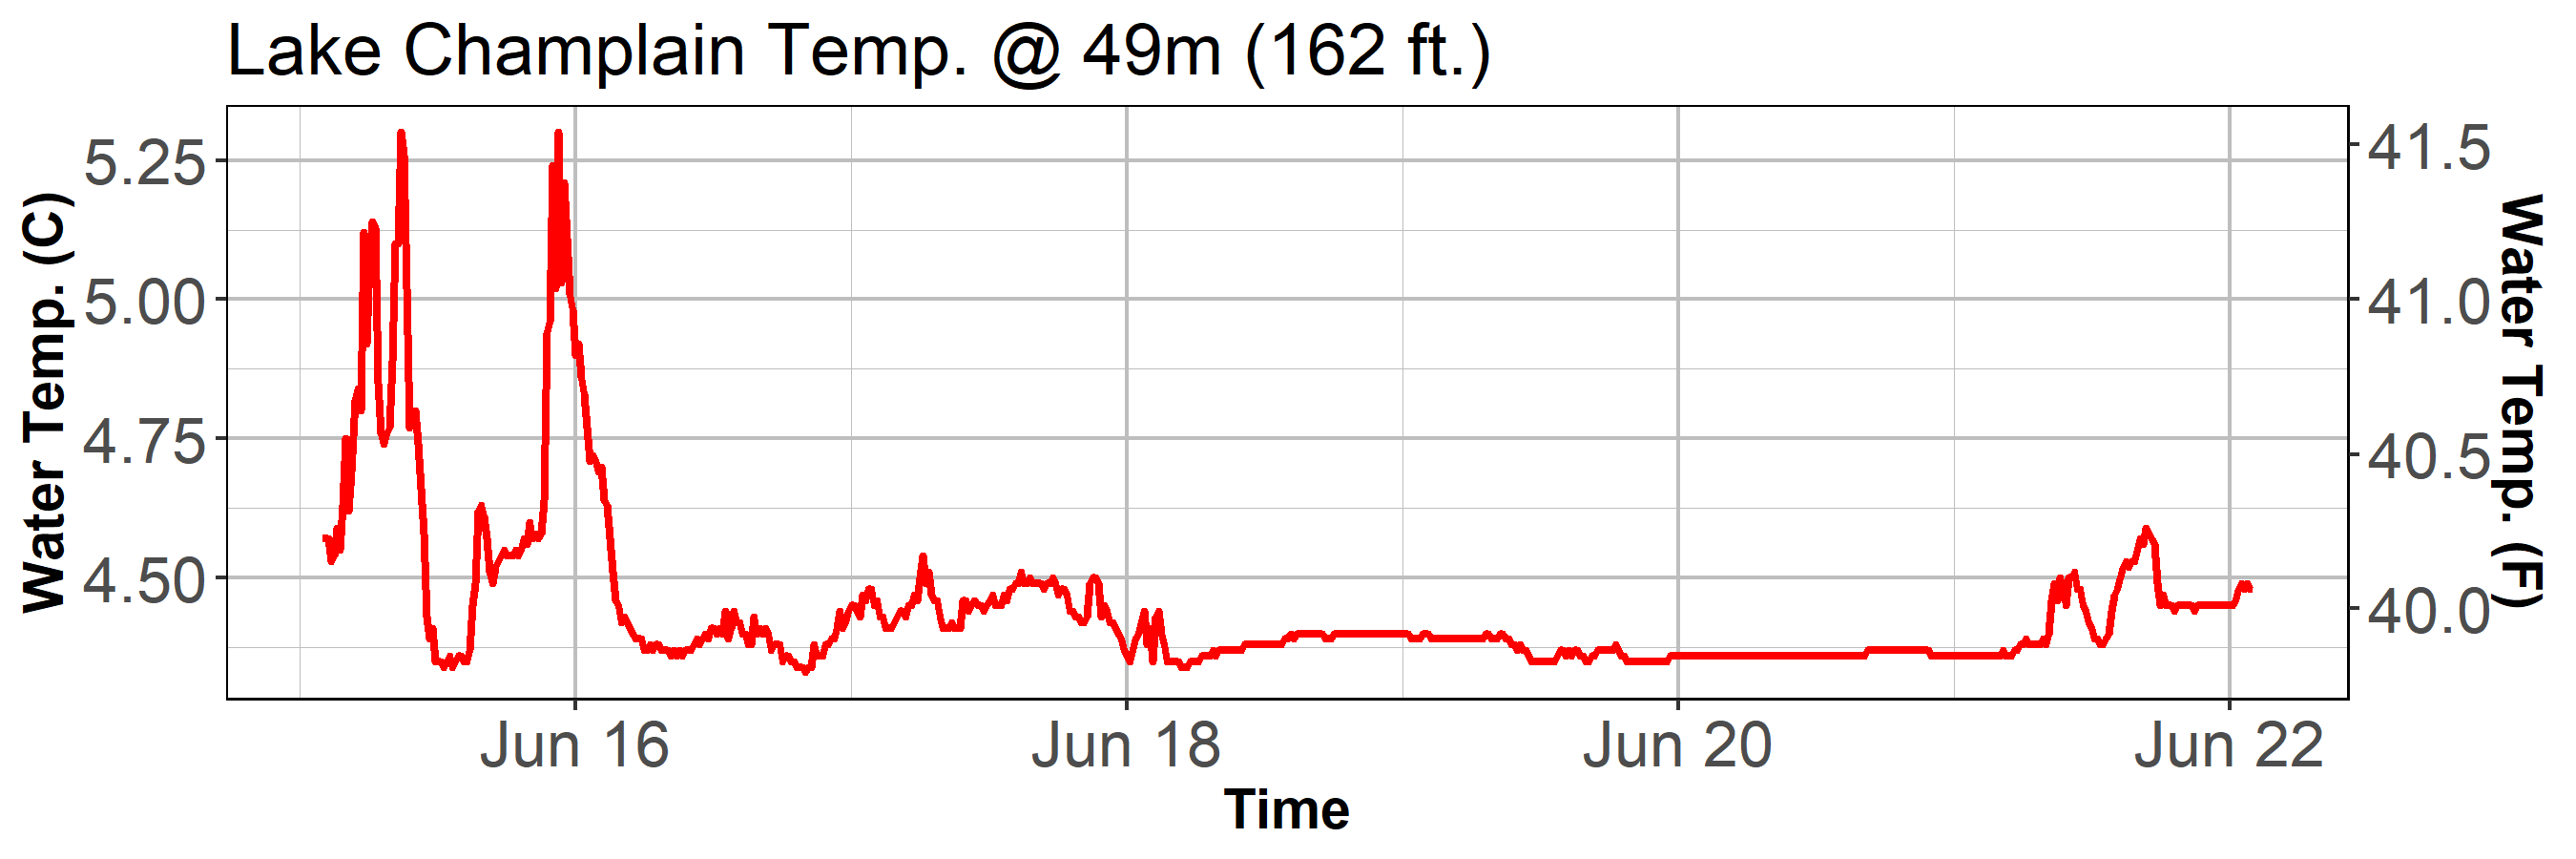 Lake Champlain Temp. @ 49m (162 ft.)
Water Temp. (C)
5.25
5.00
4.75
4.50
41.5
41.0
40.5
40.0
Water Temp. (F)
Jun 16
Jun 18
Jun 20
Jun 22
Time